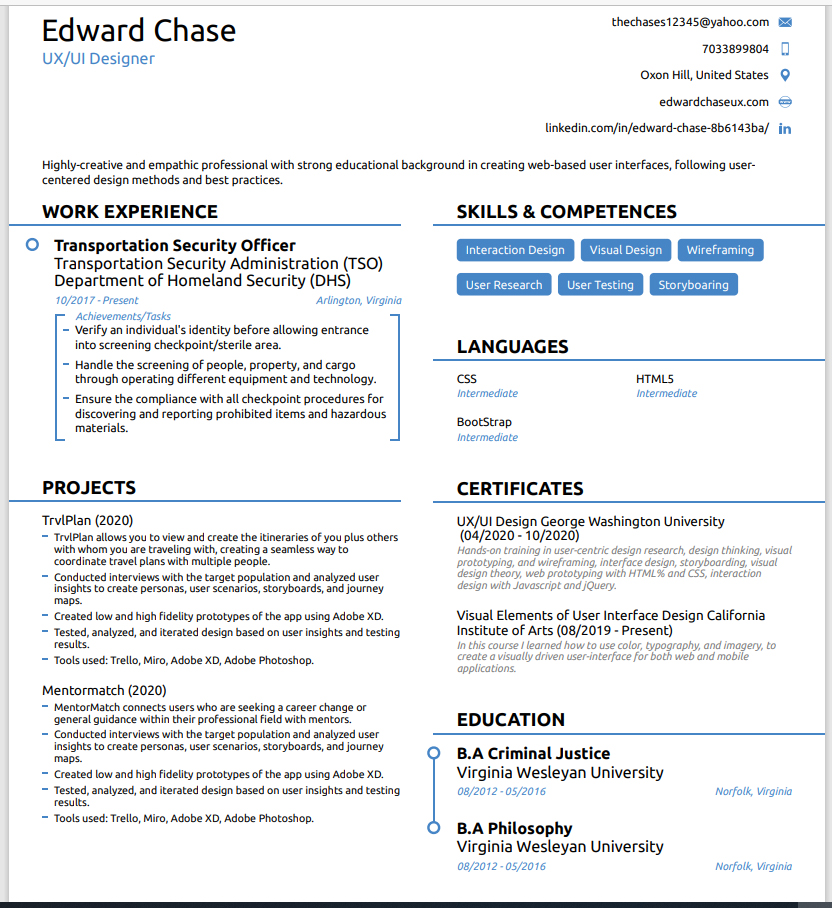 Edward Chase
UX/UI Designer
thechases12345@yahoo.com
7033899804
Oxon Hill, United States
edwardchaseux.com
linkedin.com/in/edward-chase-8b6143ba/
in
Highly-creative and empathic professional with strong educational background in creating web-based user interfaces, following user-
centered design methods and best practices.
WORK EXPERIENCE
Transportation Security Officer
Transportation Security Administration (TSO)
Department of Homeland Security (DHS)
10/2017 - Present
Arlington, Virginia
Achievements/Tasks
- Verify an individual's identity before allowing entrance
into screening checkpoint/sterile area.
- Handle the screening of people, property, and cargo
through operating different equipment and technology.
- Ensure the compliance with all checkpoint procedures for
discovering and reporting prohibited items and hazardous
materials.
PROJECTS
TrvlPlan (2020)
- TrvlPlan allows you to view and create the itineraries of you plus others
with whom you are traveling with, creating a seamless way to
coordinate travel plans with multiple people.
- Conducted interviews with the target population and analyzed user
insights to create personas, user scenarios, storyboards, and journey
maps.
- Created low and high fidelity prototypes of the app using Adobe XD.
- Tested, analyzed, and iterated design based on user insights and testing
results.
- Tools used: Trello, Miro, Adobe XD, Adobe Photoshop.
Mentormatch (2020)
- MentorMatch connects users who are seeking a career change or
general guidance within their professional field with mentors.
- Conducted interviews with the target population and analyzed user
insights to create personas, user scenarios, storyboards, and journey
maps.
- Created low and high fidelity prototypes of the app using Adobe XD.
- Tested, analyzed, and iterated design based on user insights and testing
results.
- Tools used: Trello, Miro, Adobe XD, Adobe Photoshop.
SKILLS & COMPETENCES
Interaction Design
Visual Design
Wireframing
User Research
User Testing
Storyboaring
LANGUAGES
CSS
Intermediate
HTML5
Intermediate
BootStrap
Intermediate
CERTIFICATES
UX/UI Design George Washington University
(04/2020 - 10/2020)
Hands-on training in user-centric design research, design thinking, visual
prototyping, and wireframing, interface design, storyboarding, visual
design theory, web prototyping with HTML% and CSS, interaction
design with Javascript and jQuery.
Visual Elements of User Interface Design California
Institute of Arts (08/2019 - Present)
In this course I learned how to use color, typography, and imagery, to
create a visually driven user-interface for both web and mobile
applications.
EDUCATION
B.A Criminal Justice
Virginia Wesleyan University
08/2012 - 05/2016
Norfolk, Virginia
B.A Philosophy
Virginia Wesleyan University
08/2012 - 05/2016
Norfolk, Virginia